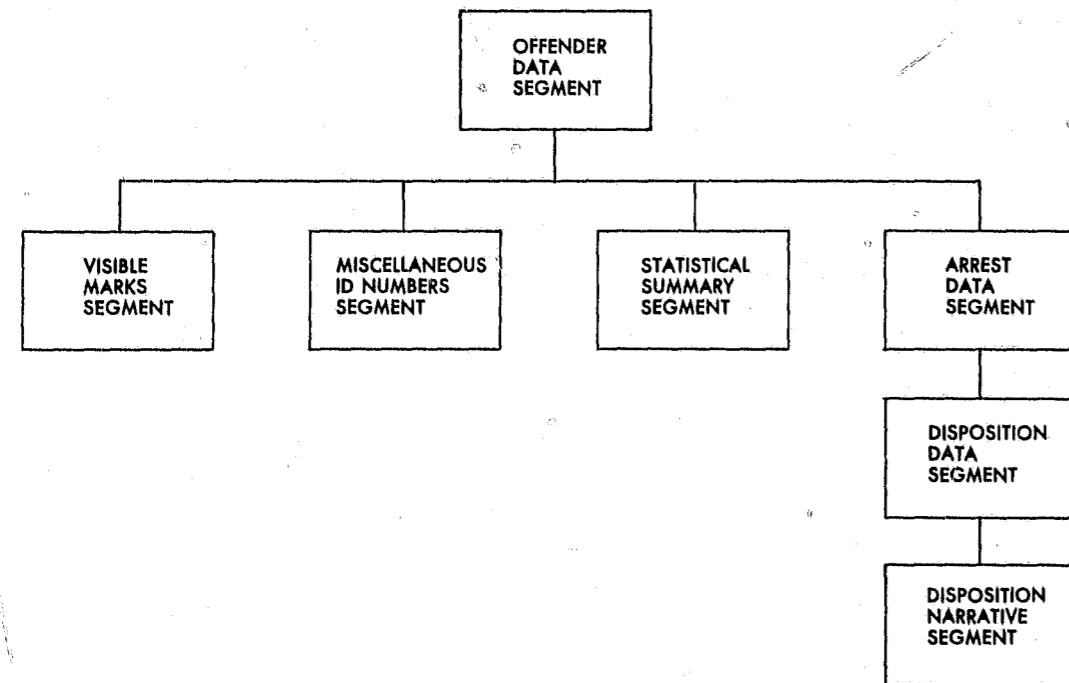 OFFENDER
DATA
SEGMENT
VISIBLE
MARKS
SEGMENT
MISCELLANEOUS
ID NUMBERS
SEGMENT
STATISTICAL
SUMMARY
SEGMENT
ARREST
DATA
SEGMENT
DISPOSITION
DATA
SEGMENT
DISPOSITION
NARRATIVE
SEGMENT